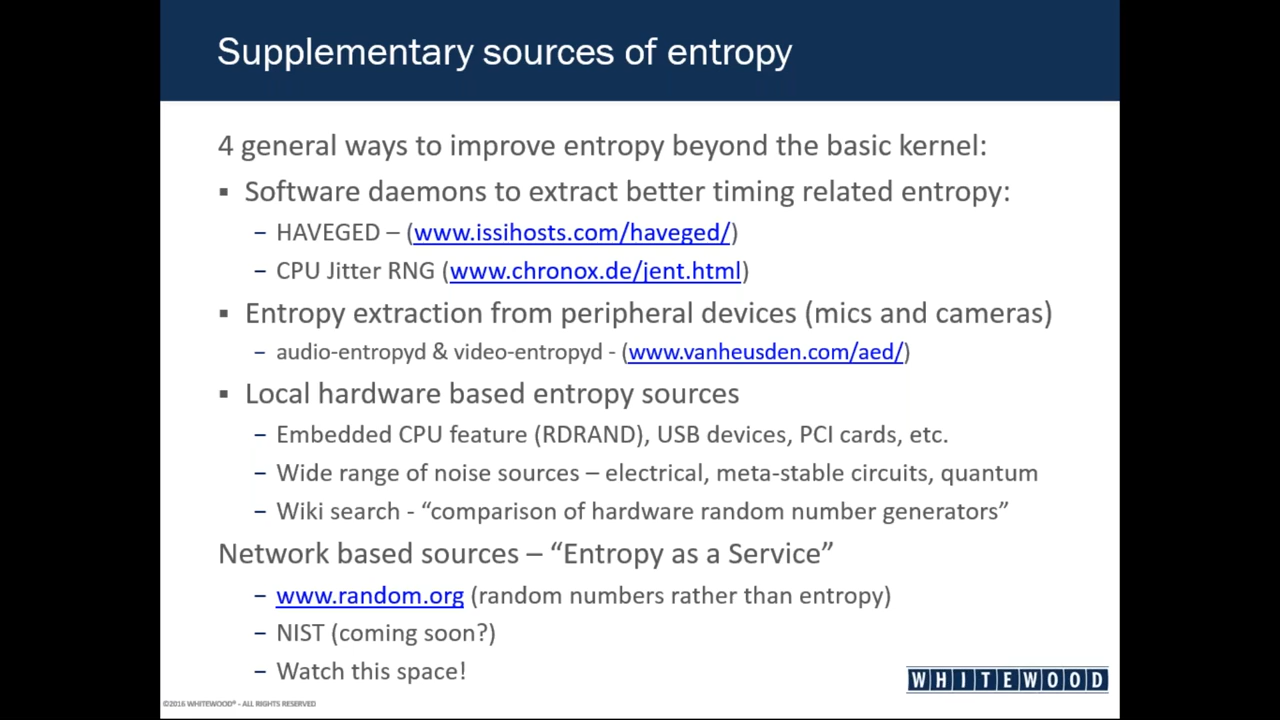 Supplementary sources of entropy
4 general ways to improve entropy beyond the basic kernel:
▪ Software daemons to extract better timing related entropy:
– HAVEGED – (www.issihosts.com/haveged/)
– CPU Jitter RNG (www.chronox.de/jent.html)
▪ Entropy extraction from peripheral devices (mics and cameras)
– audio-entropyd & video-entropyd - (www.vanheusden.com/aed/)
▪ Local hardware based entropy sources
– Embedded CPU feature (RDRAND), USB devices, PCI cards, etc.
– Wide range of noise sources – electrical, meta-stable circuits, quantum
– Wiki search - “comparison of hardware random number generators”
Network based sources – “Entropy as a Service”
– www.random.org (random numbers rather than entropy)
– NIST (coming soon?)
– Watch this space!
WHITEWOOD
©2016 WHITEWOOD® - ALL RIGHTS RESERVED